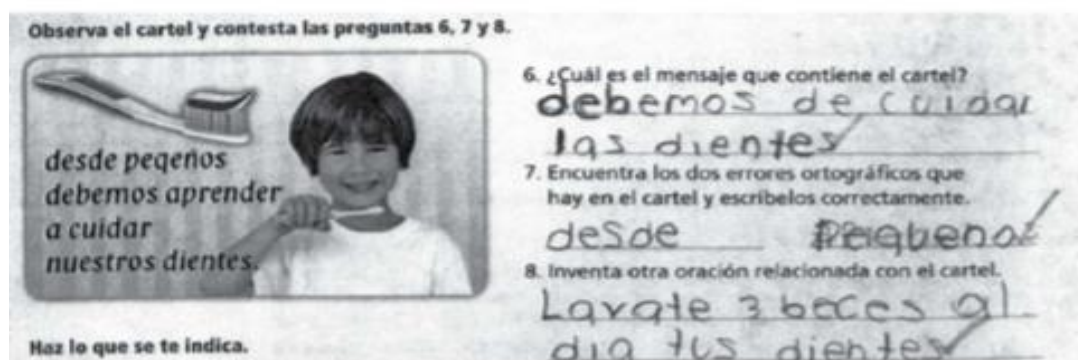 Observa el cartel y contesta las preguntas 6, 7 y 8.
desde peqeños
debemos aprender
a cuidar
nuestros dientes.
6. ¿Cuál es el mensaje que contiene el cartel?
debemos de cuidar
las dientes
7. Encuentra los dos errores ortográficos que
hay en el cartel y escríbelos correctamente.
desde
8. Inventa otra oración relacionada con el cartel.
Lavate 3 beces al
dia tus dientes
Haz lo que se te indica.